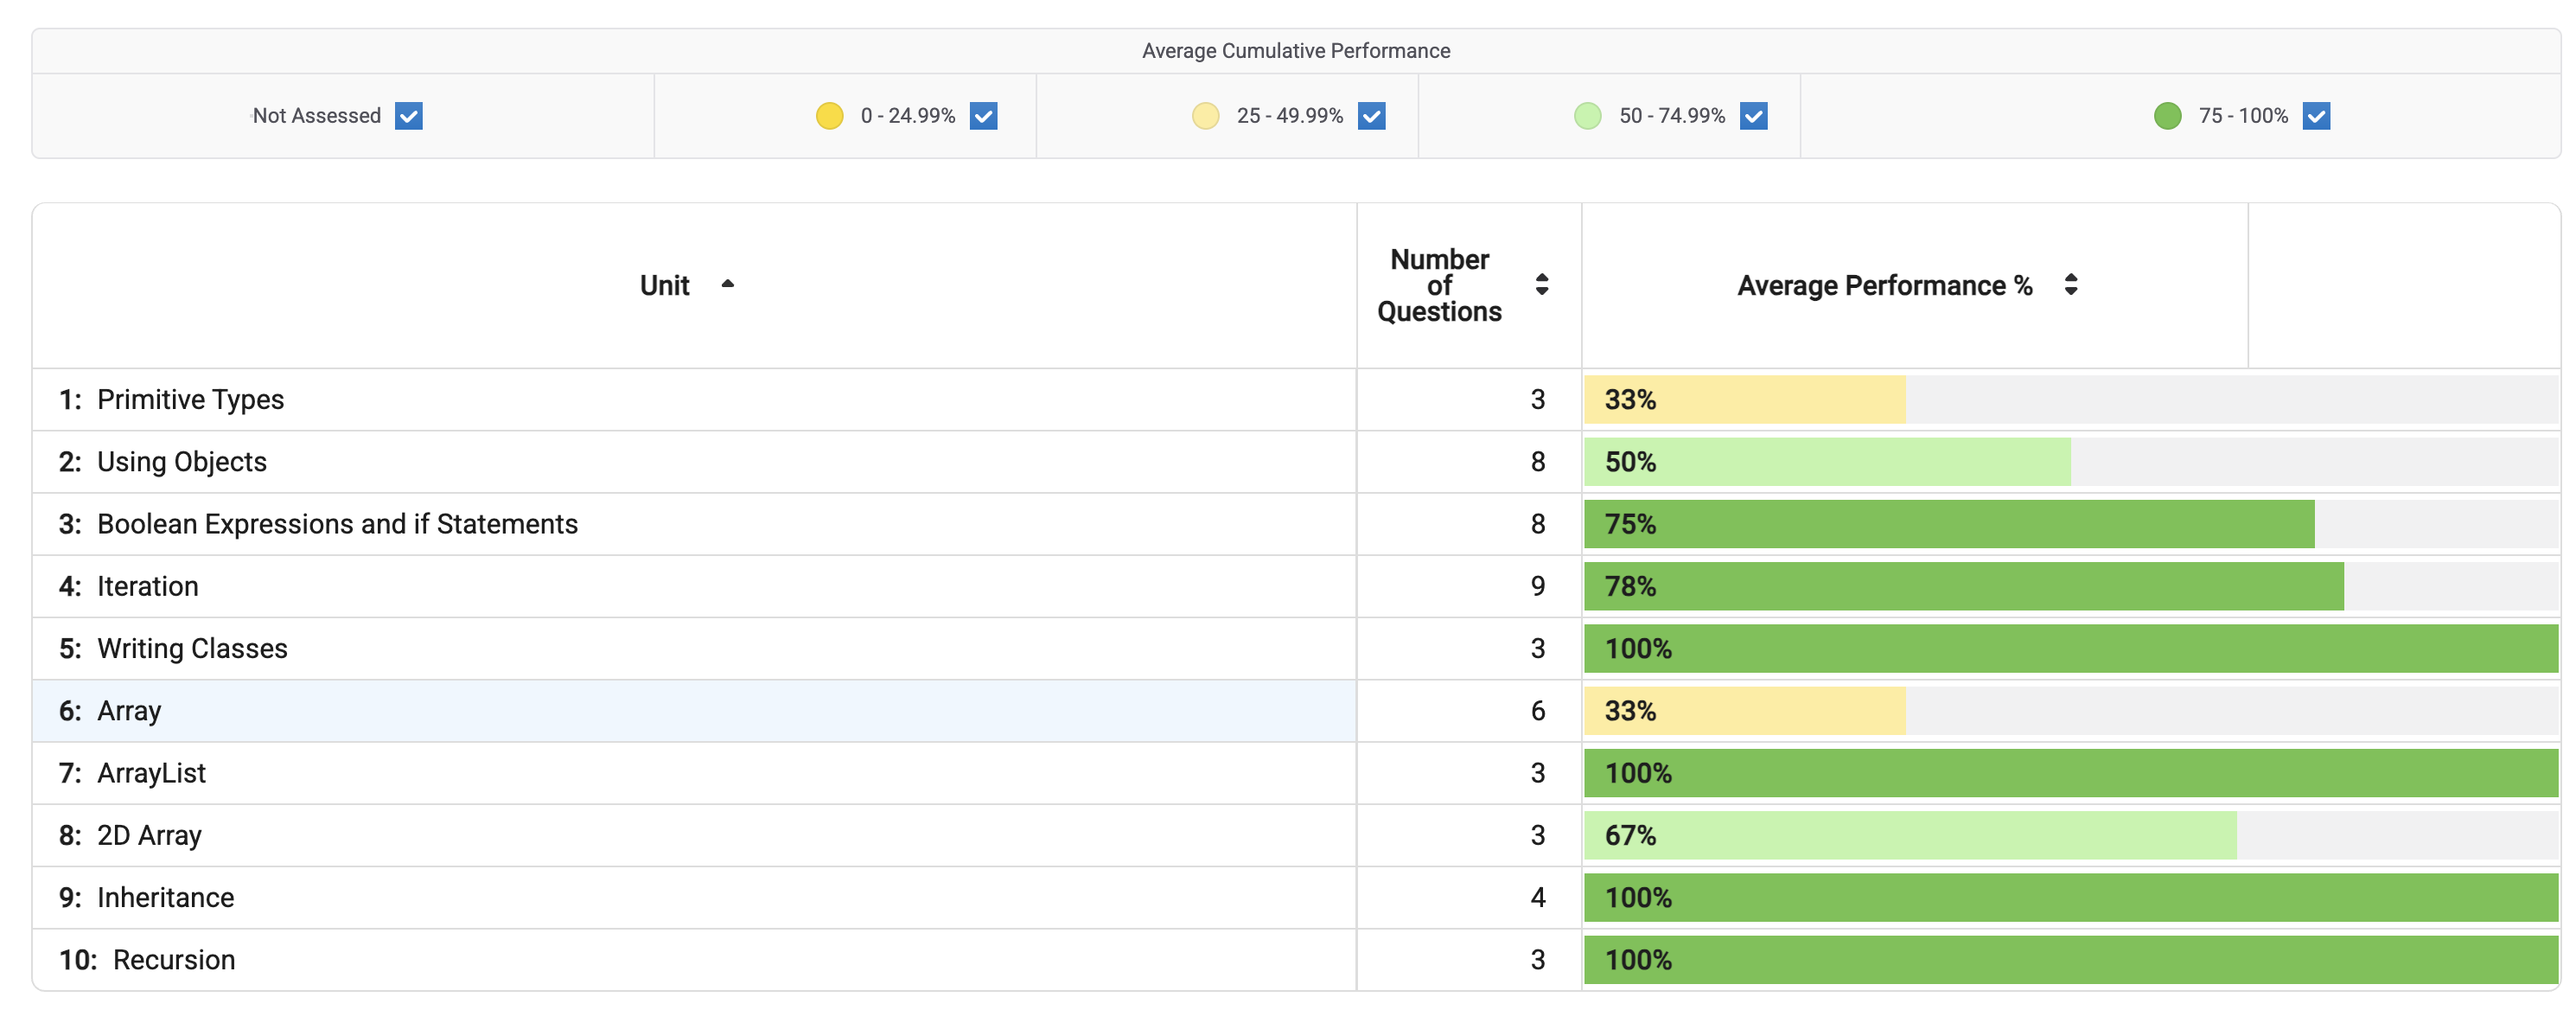 Average Cumulative Performance
Not Assessed 0 - 24.99% 25 - 49.99% 50 - 74.99% 75 - 100%
Unit Number of Questions Average Performance %
1: Primitive Types 3 33%
2: Using Objects 8 50%
3: Boolean Expressions and if Statements 8 75%
4: Iteration 9 78%
5: Writing Classes 3 100%
6: Array 6 33%
7: ArrayList 3 100%
8: 2D Array 3 67%
9: Inheritance 4 100%
10: Recursion 3 100%